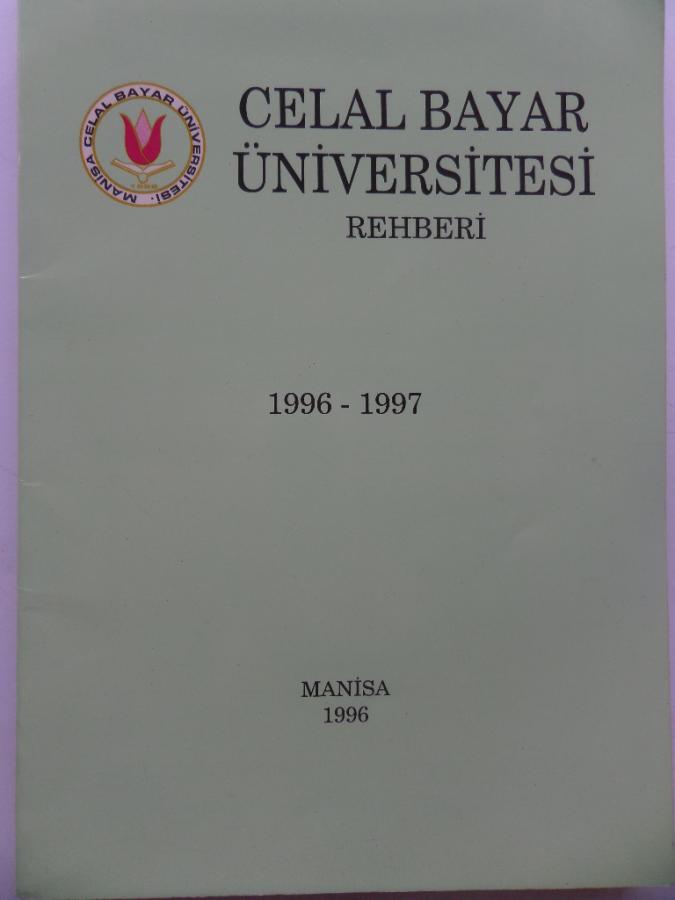 MANİSA CELAL BAYAR ÜNİVERSİTESİ
CELAL BAYAR
ÜNİVERSİTESİ
REHBERİ
1996 - 1997
MANİSA
1996